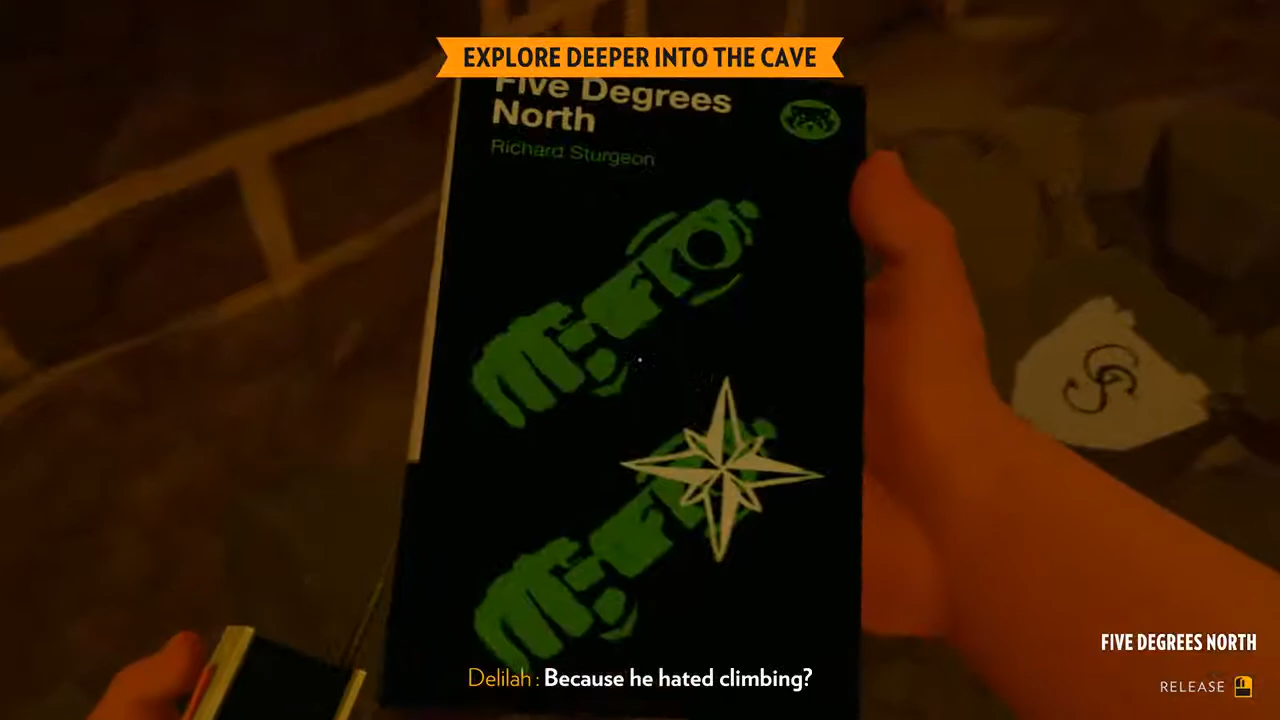 EXPLORE DEEPER INTO THE CAVE
Five Degrees
North
Richard Sturgeon
FIVE DEGREES NORTH
Delilah : Because he hated climbing?
RELEASE